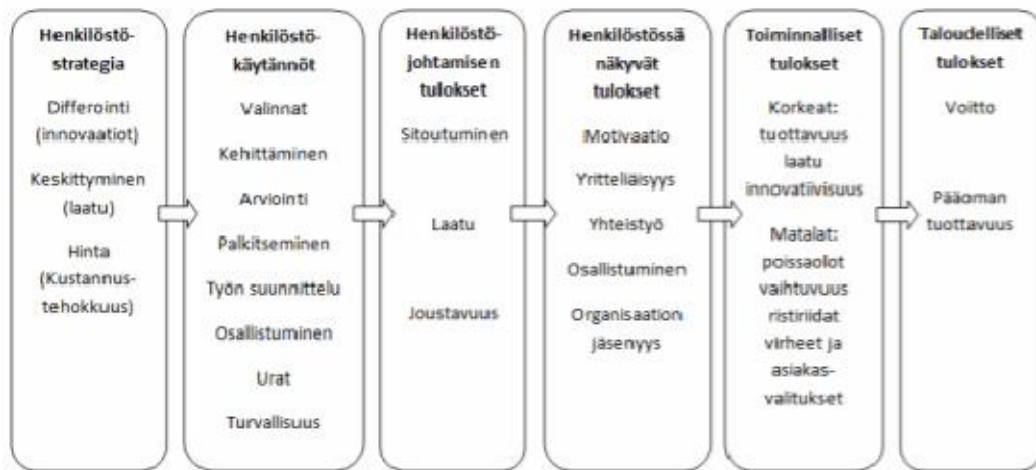 Henkilöstö-
strategia
Differointi
(innovaatiot)
Keskittyminen
(laatu)
Hinta
(Kustannus-
tehokkuus)
Henkilöstö-
käytännöt
Valinnat
Kehittäminen
Arviointi
Palkitseminen
Työn suunnittelu
Osallistuminen
Urat
Turvallisuus
Henkilöstö-
johtamisen
tulokset
Sitoutuminen
Laatu
Joustavuus
Henkilöstössä
näkyvät
tulokset
Motivaatio
Yritteliäisyys
Yhteistyö
Osallistuminen
Organisaation
jäsenyys
Toiminnalliset
tulokset
Korkeat:
tuottavuus
laatu
innovatiivisuus
Matalat:
poissaolot
vaihtuvuus
ristiriidat
virheet ja
asiakas-
valitukset
Taloudelliset
tulokset
Voitto
Pääoman
tuottavuus